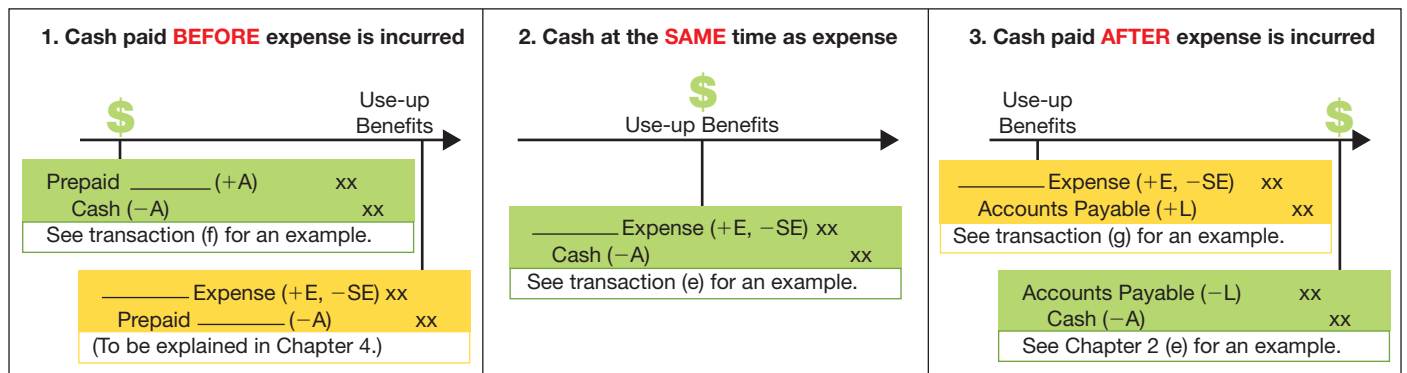 1. Cash paid BEFORE expense is incurred
$
Use-up
Benefits
Prepaid ________ (+A) xx
Cash (−A) xx
See transaction (f) for an example.
________ Expense (+E, −SE) xx
Prepaid ________ (−A) xx
(To be explained in Chapter 4.)
2. Cash at the SAME time as expense
$
Use-up Benefits
________ Expense (+E, −SE) xx
Cash (−A) xx
See transaction (e) for an example.
3. Cash paid AFTER expense is incurred
Use-up
Benefits
$
________ Expense (+E, −SE) xx
Accounts Payable (+L) xx
See transaction (g) for an example.
Accounts Payable (−L) xx
Cash (−A) xx
See Chapter 2 (e) for an example.